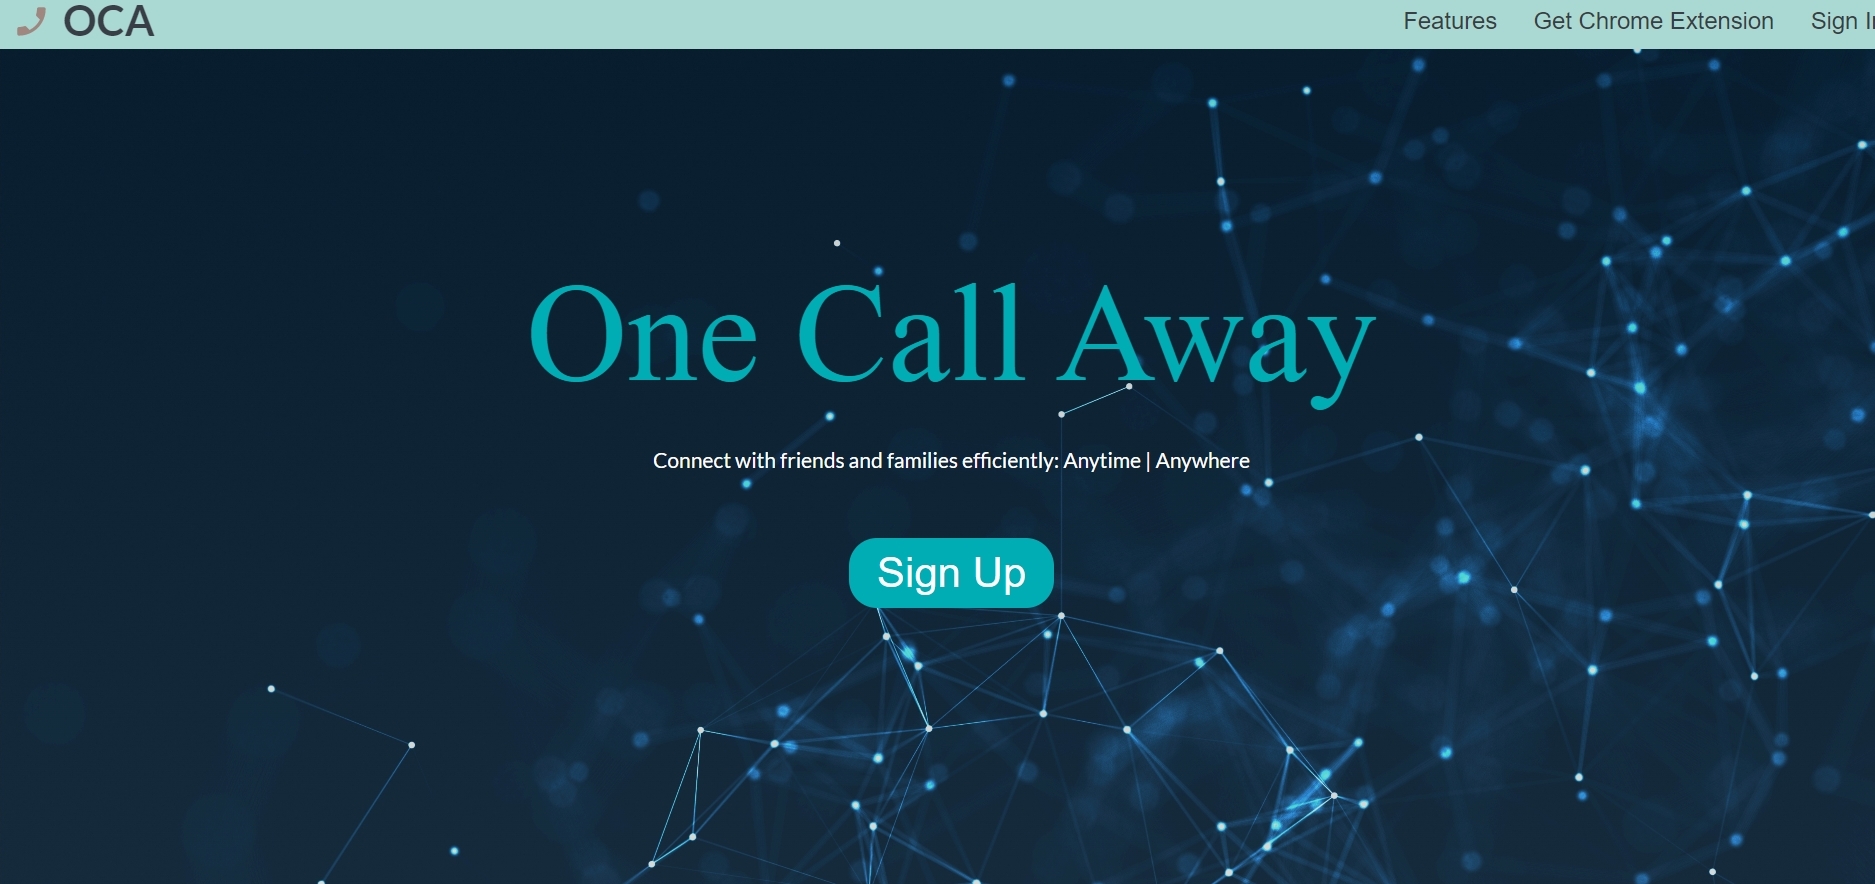 OCA
Features
Get Chrome Extension
Sign I
One Call Away
Connect with friends and families efficiently: Anytime | Anywhere
Sign Up